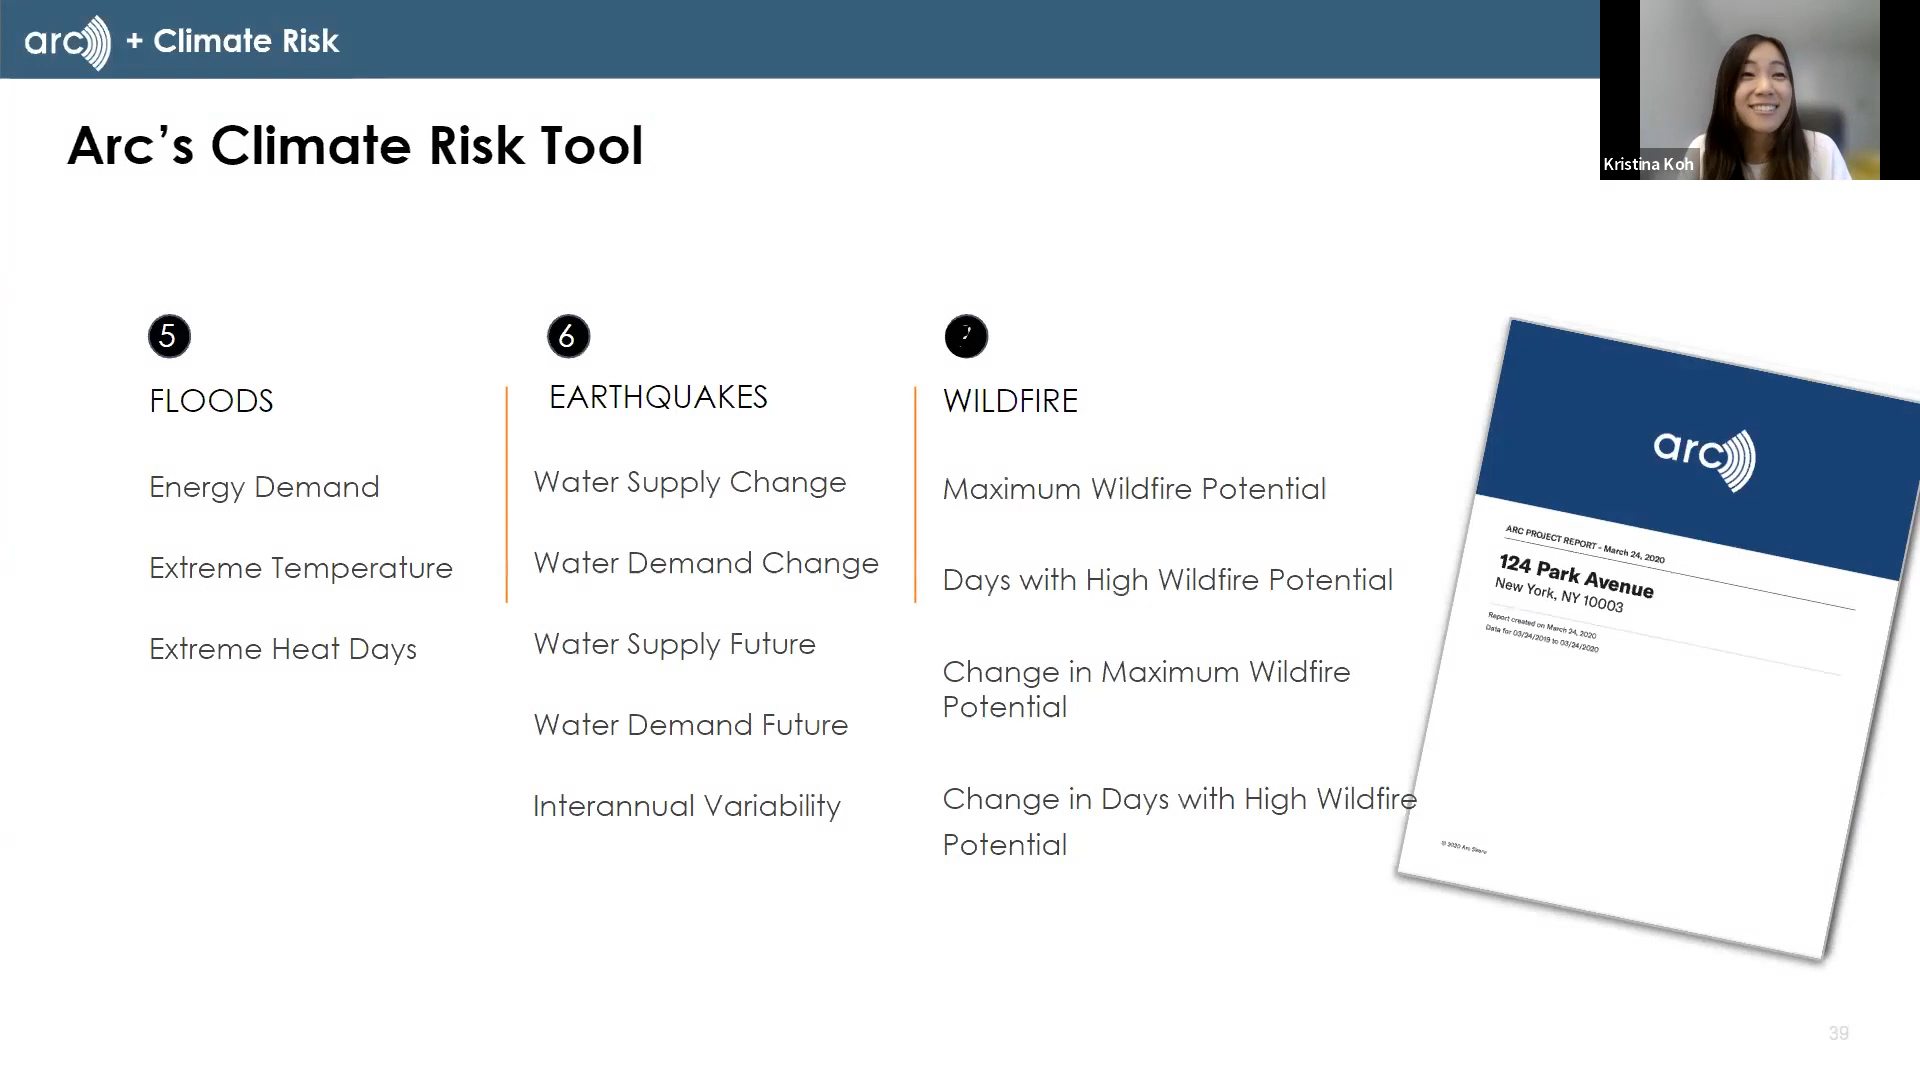 arc + Climate Risk
Kristina Koh
Arc’s Climate Risk Tool
5
FLOODS
Energy Demand
Extreme Temperature
Extreme Heat Days
6
EARTHQUAKES
Water Supply Change
Water Demand Change
Water Supply Future
Water Demand Future
Interannual Variability
WILDFIRE
Maximum Wildfire Potential
Days with High Wildfire Potential
Change in Maximum Wildfire
Potential
Change in Days with High Wildfire
Potential
arc
ARC PROJECT REPORT - March 24, 2020
124 Park Avenue
New York, NY 10003
Report created on March 24, 2020
Data for 03/24/2019 to 03/24/2020
© 2020 Arc Skoru
39